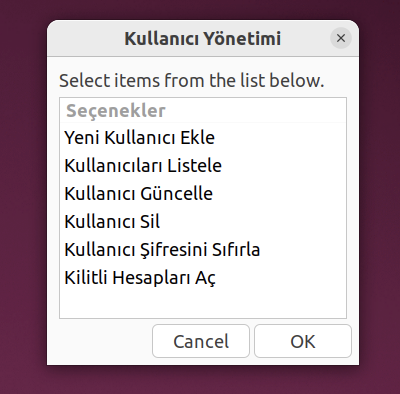 Kullanıcı Yönetimi
Select items from the list below.
Seçenekler
Yeni Kullanıcı Ekle
Kullanıcıları Listele
Kullanıcı Güncelle
Kullanıcı Sil
Kullanıcı Şifresini Sıfırla
Kilitli Hesapları Aç
Cancel OK